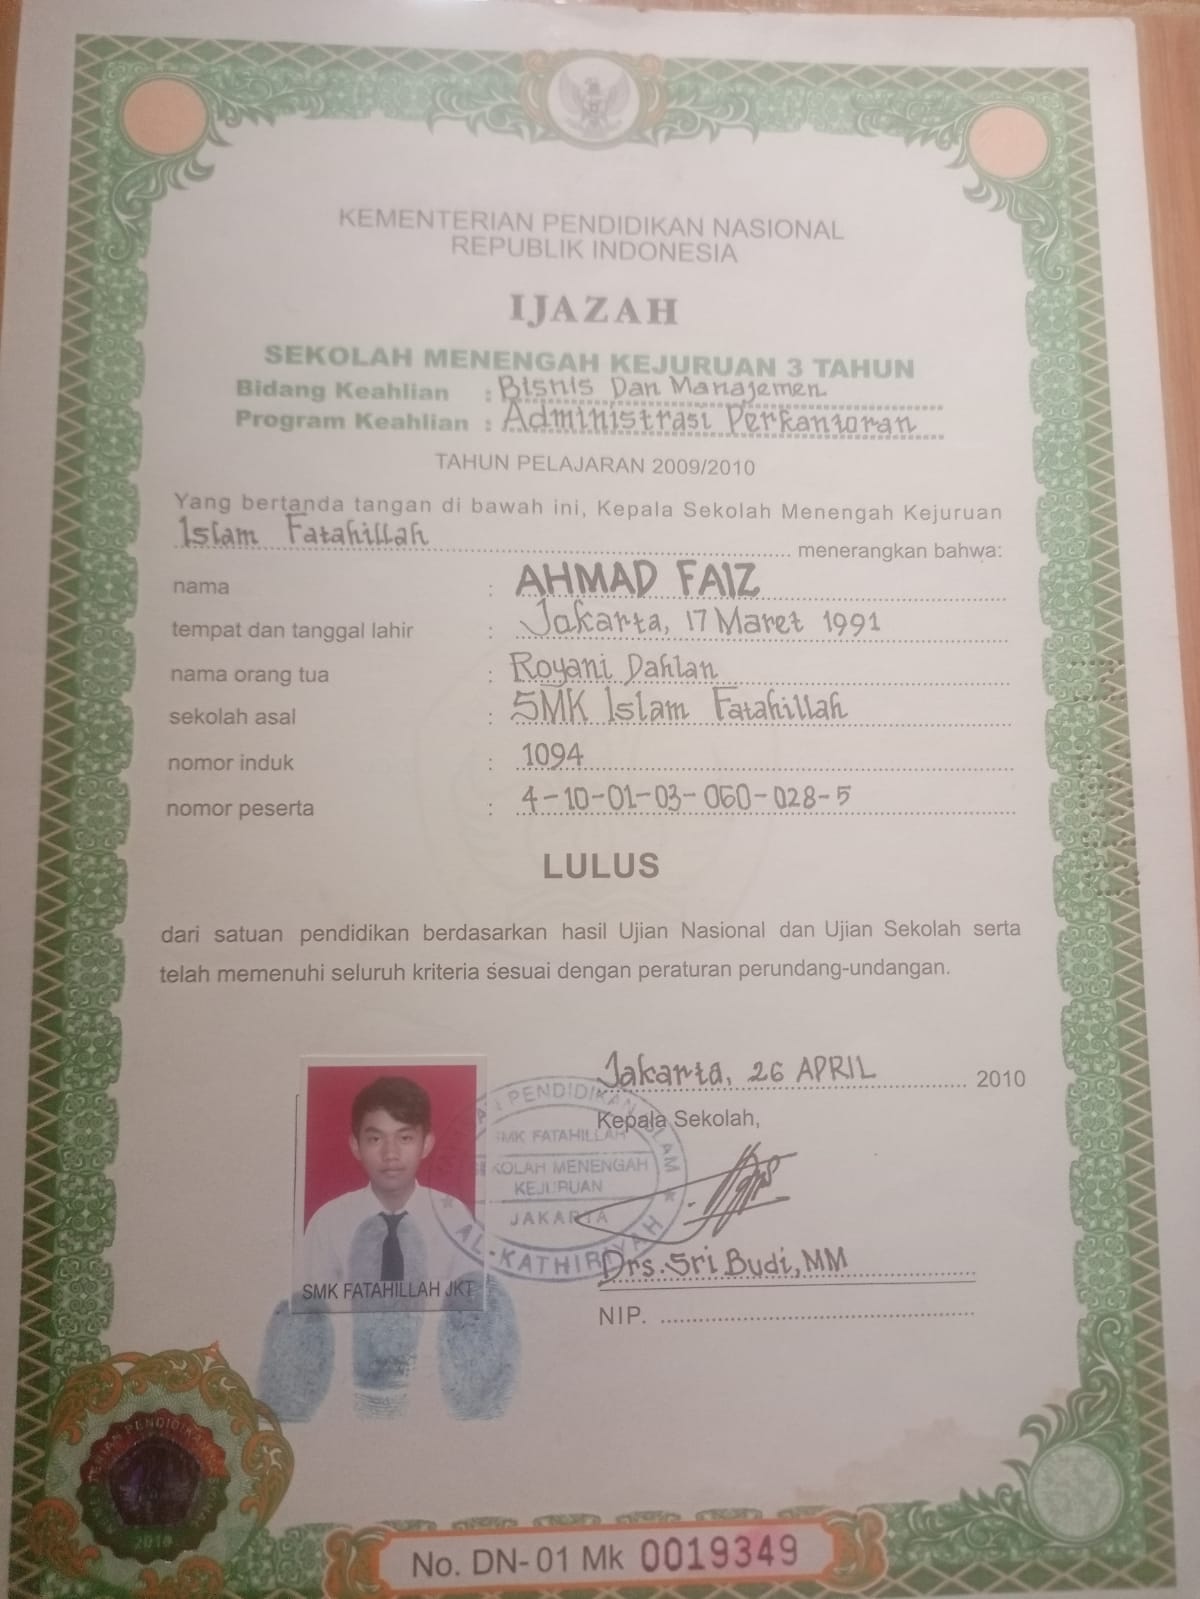 KEMENTERIAN PENDIDIKAN NASIONAL
REPUBLIK INDONESIA
IJAZAH
SEKOLAH MENENGAH KEJURUAN 3 TAHUN
Bidang Keahlian : Bisnis Dan Manajemen
Program Keahlian : Administrasi Perkantoran
TAHUN PELAJARAN 2009/2010
Yang bertanda tangan di bawah ini, Kepala Sekolah Menengah Kejuruan
Islam Fatahillah menerangkan bahwa:
nama : AHMAD FAIZ
tempat dan tanggal lahir : Jakarta, 17 Maret 1991
nama orang tua : Royani Dahlan
sekolah asal : SMK Islam Fatahillah
nomor induk : 1094
nomor peserta : 4-10-01-03-060-028-5
LULUS
dari satuan pendidikan berdasarkan hasil Ujian Nasional dan Ujian Sekolah serta
telah memenuhi seluruh kriteria sesuai dengan peraturan perundang-undangan.
Jakarta, 26 APRIL 2010
Kepala Sekolah,
PENDIDIKAN ISLAM
SMK FATAHILLAH
SEKOLAH MENENGAH
KEJURUAN
JAKARTA
AL-KATHIRIYAH
Drs. Sri Budi, MM
SMK FATAHILLAH JKT
NIP.
PENDIDIKAN
2010
No. DN-01 Mk 0019349